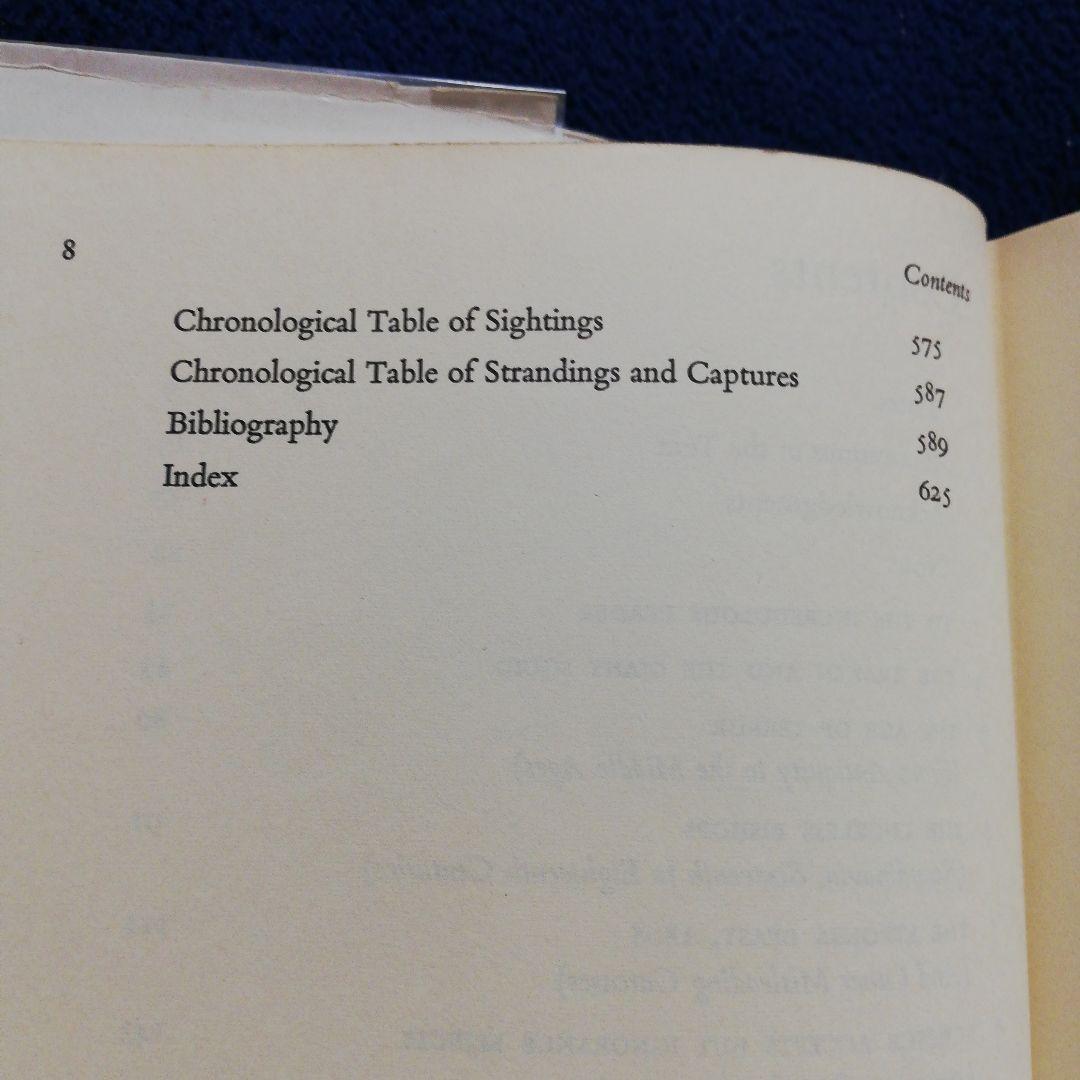 8 Contents
Chronological Table of Sightings 575
Chronological Table of Strandings and Captures 587
Bibliography 589
Index 625